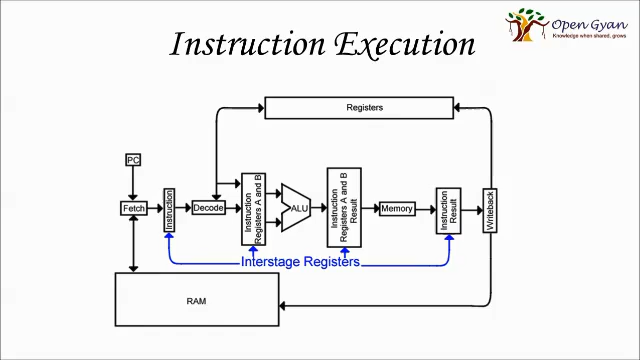 Instruction Execution
Open Gyan
Knowledge when shared, grows
Registers
PC
Fetch
Instruction
Decode
Instruction
Registers A and B
ALU
Instruction
Registers A and B
Result
Memory
Instruction
Result
Writeback
Interstage Registers
RAM